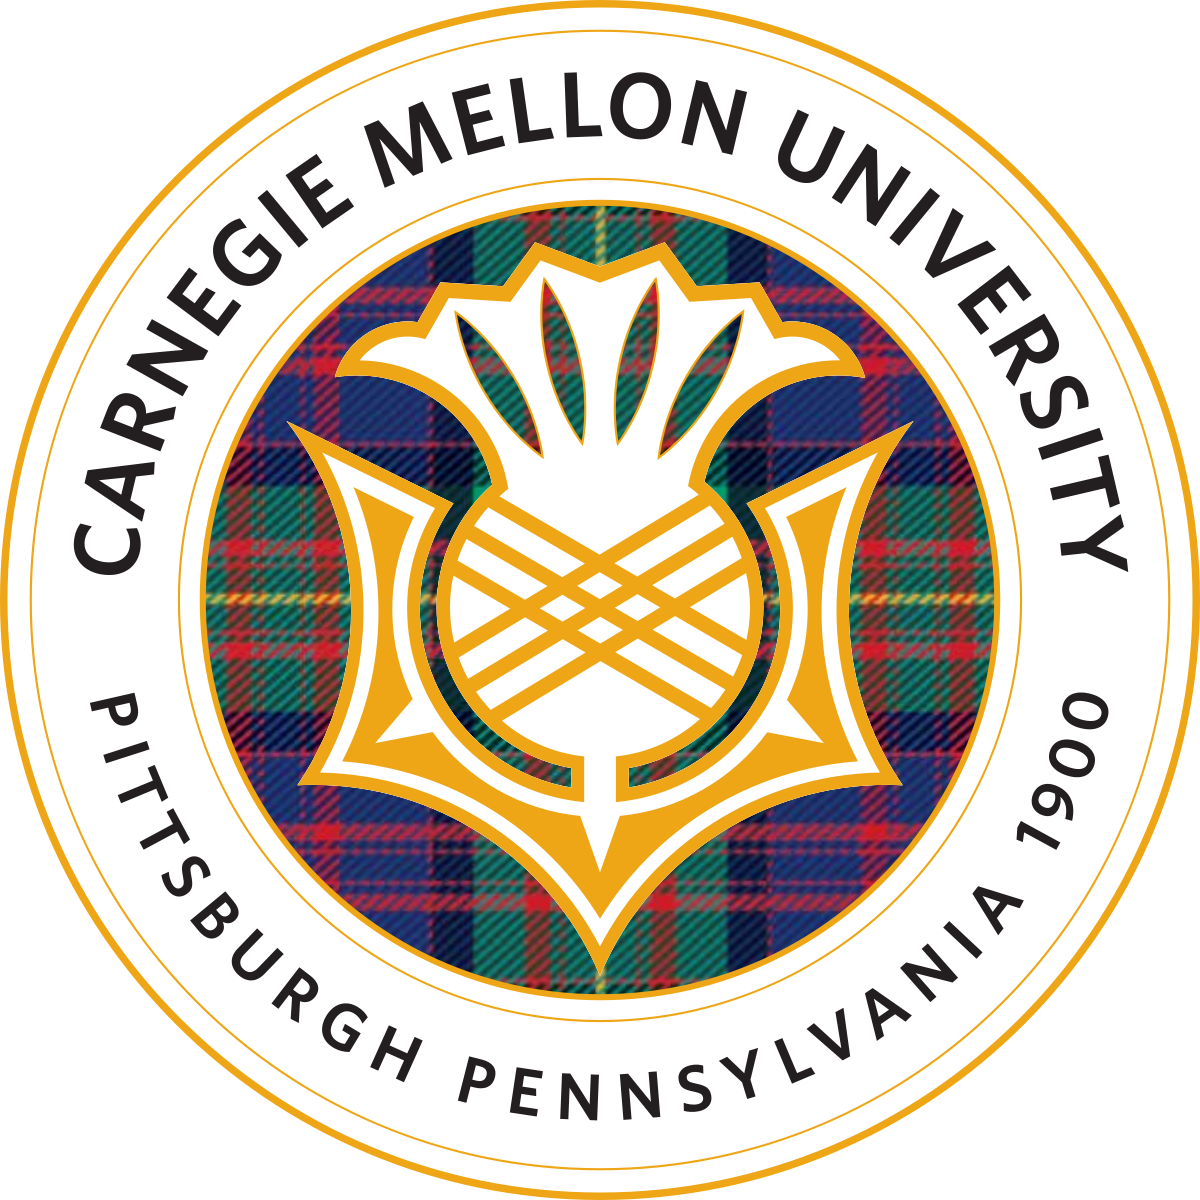 CARNEGIE MELLON UNIVERSITY
PITTSBURGH PENNSYLVANIA 1900